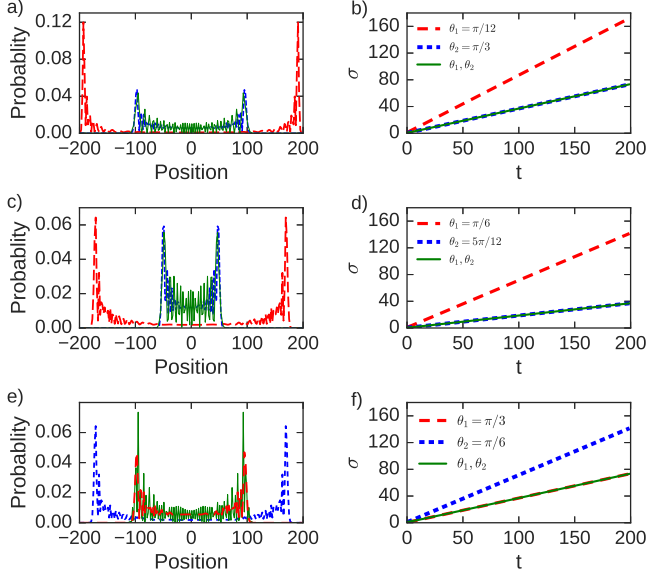 a)
Probablity
0.12
0.08
0.04
0.00
−200 −100 0 100 200
Position
b)
σ
160
120
80
40
0
0 50 100 150 200
t
θ₁ = π/12
θ₂ = π/3
θ₁, θ₂
c)
Probablity
0.06
0.04
0.02
0.00
−200 −100 0 100 200
Position
d)
σ
160
120
80
40
0
0 50 100 150 200
t
θ₁ = π/6
θ₂ = 5π/12
θ₁, θ₂
e)
Probablity
0.06
0.04
0.02
0.00
−200 −100 0 100 200
Position
f)
σ
160
120
80
40
0
0 50 100 150 200
t
θ₁ = π/3
θ₂ = π/6
θ₁, θ₂